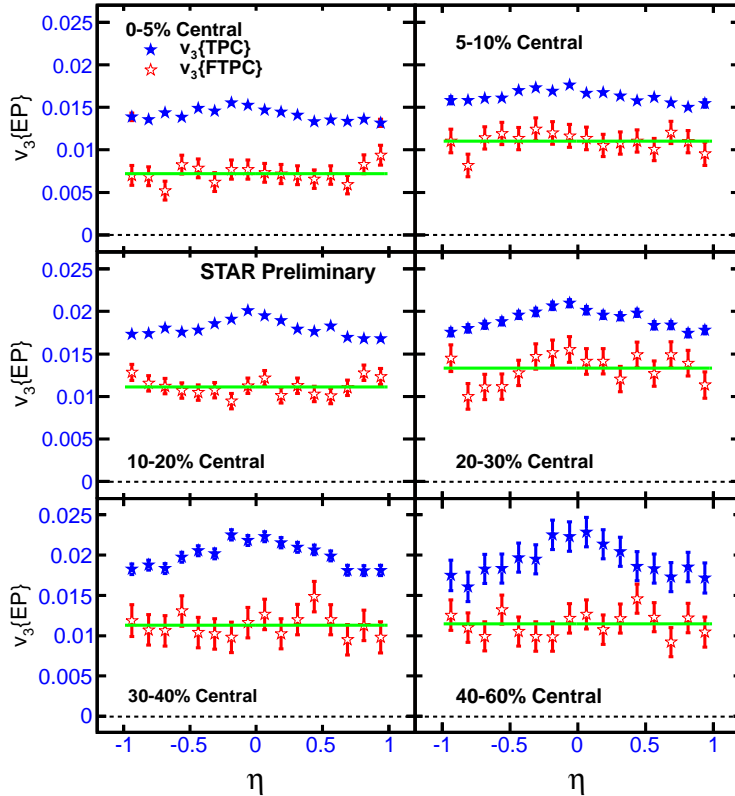 0-5% Central
v3{TPC}
v3{FTPC}
5-10% Central
0.025
0.02
0.015
0.01
0.005
0
v3{EP}
STAR Preliminary
10-20% Central
20-30% Central
0.025
0.02
0.015
0.01
0.005
0
v3{EP}
30-40% Central
40-60% Central
0.025
0.02
0.015
0.01
0.005
0
v3{EP}
-1 -0.5 0 0.5 1
-1 -0.5 0 0.5 1
η
η